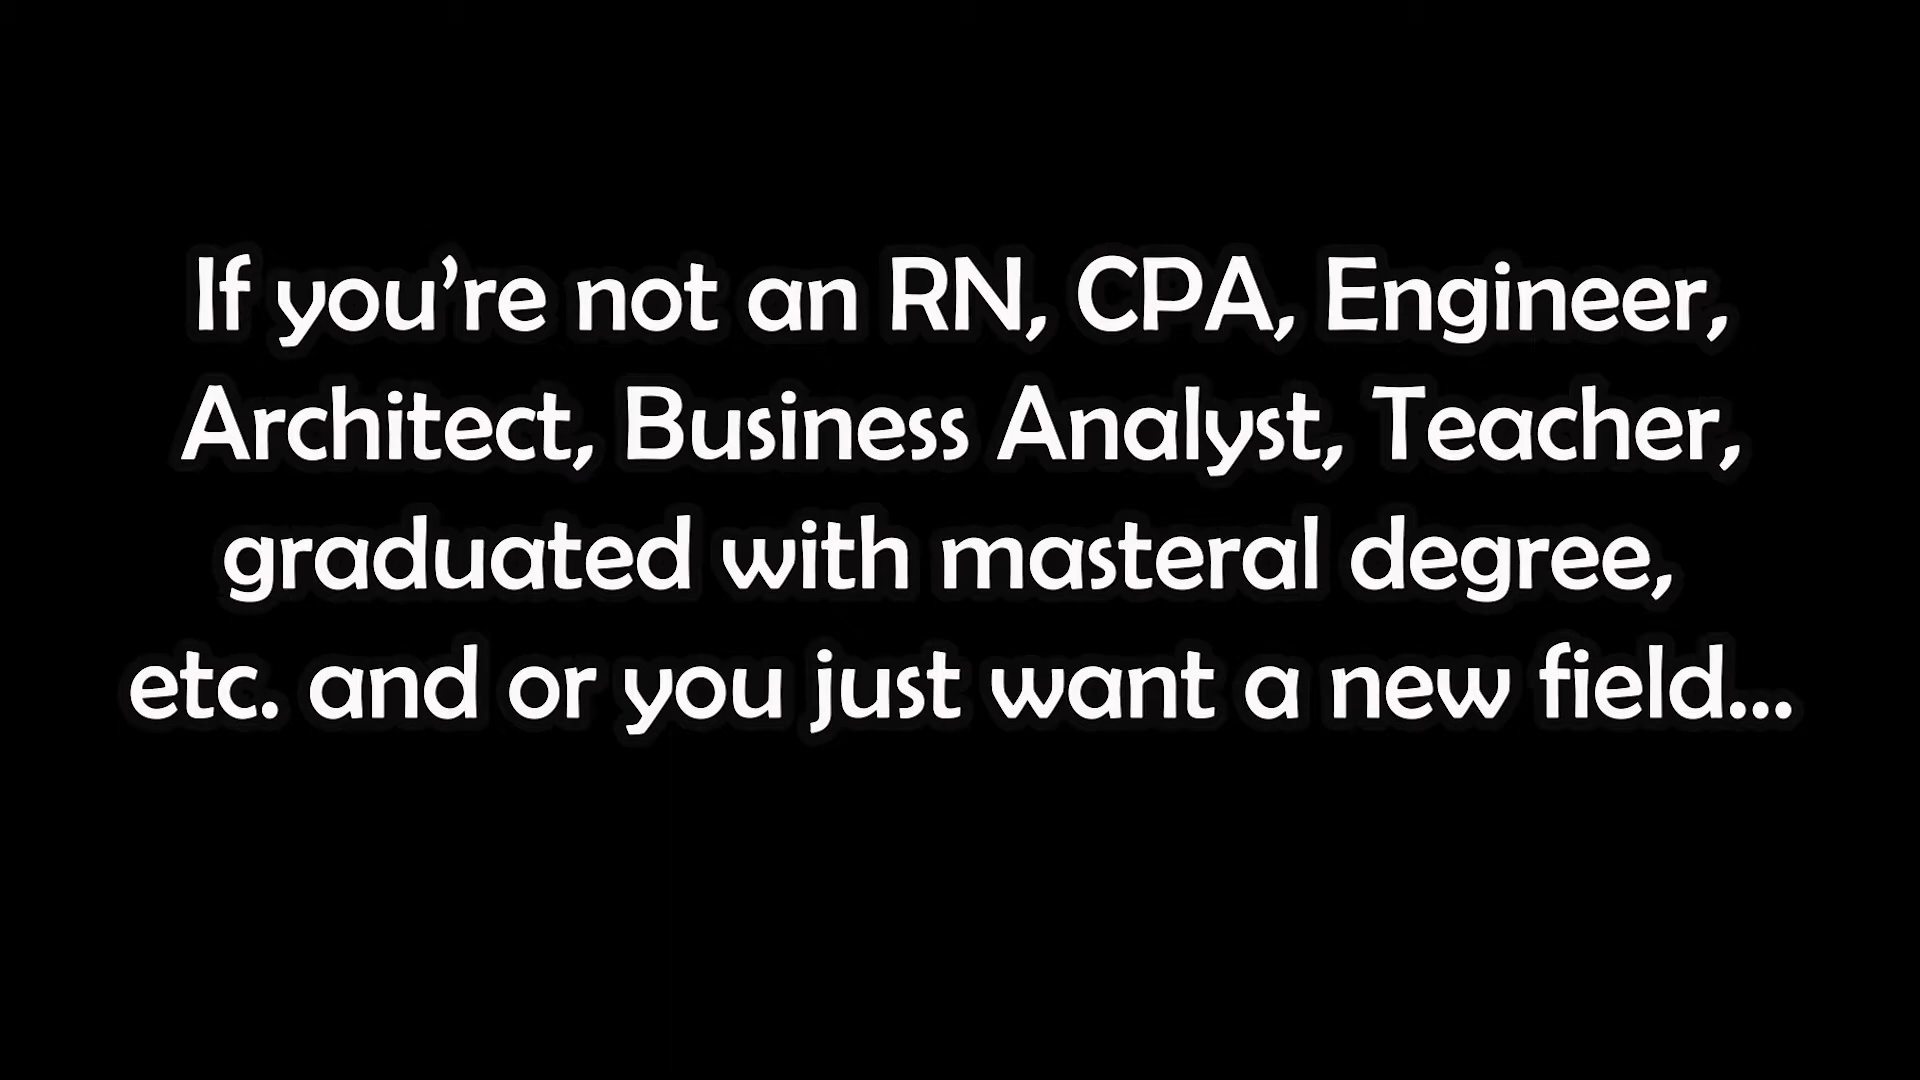 If you’re not an RN, CPA, Engineer,
Architect, Business Analyst, Teacher,
graduated with masteral degree,
etc. and or you just want a new field...